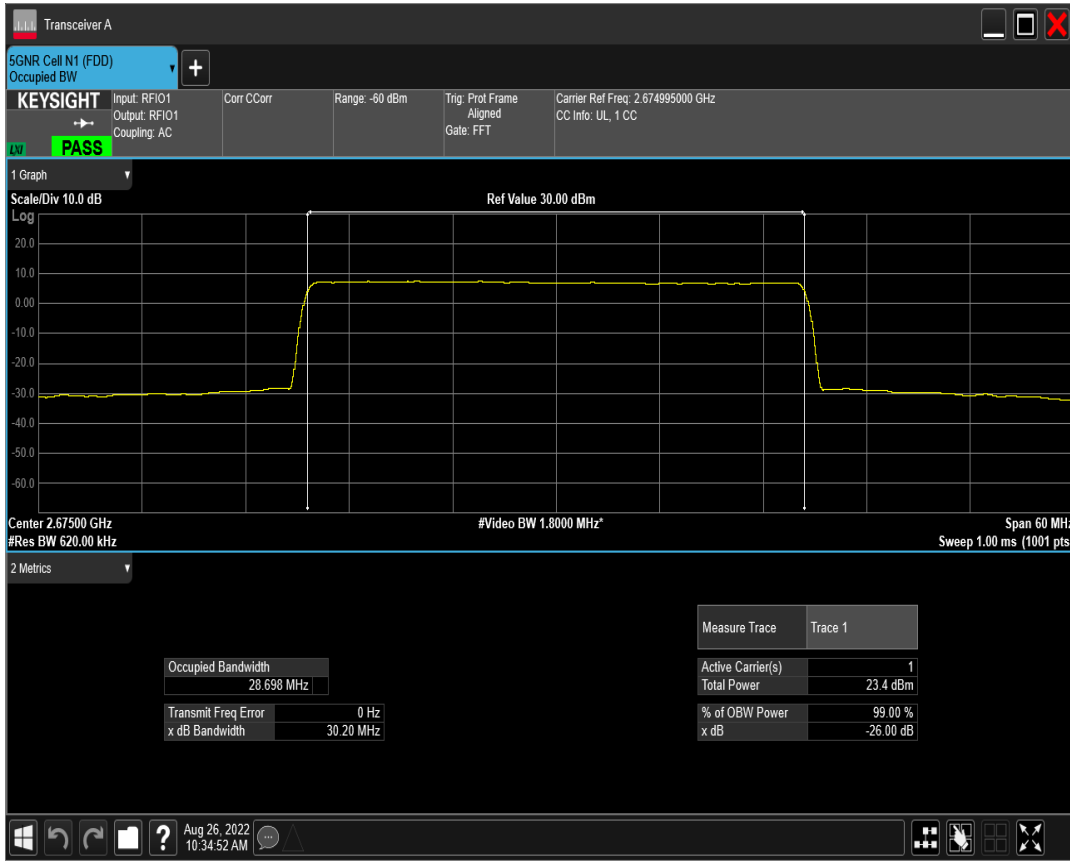 Transceiver A
5GNR Cell N1 (FDD)
Occupied BW
+
KEYSIGHT
LXI
PASS
Input: RFIO1
Output: RFIO1
Coupling: AC
Corr CCorr
Range: -60 dBm
Trig: Prot Frame
Aligned
Gate: FFT
Carrier Ref Freq: 2.674995000 GHz
CC Info: UL, 1 CC
1 Graph
Scale/Div 10.0 dB
Ref Value 30.00 dBm
Log
20.0
10.0
0.00
-10.0
-20.0
-30.0
-40.0
-50.0
-60.0
Center 2.67500 GHz
#Video BW 1.8000 MHz*
Span 60 MHz
#Res BW 620.00 kHz
Sweep 1.00 ms (1001 pts
2 Metrics
Measure Trace Trace 1
Occupied Bandwidth
28.698 MHz
Active Carrier(s) 1
Total Power 23.4 dBm
Transmit Freq Error 0 Hz
x dB Bandwidth 30.20 MHz
% of OBW Power 99.00 %
x dB -26.00 dB
?
Aug 26, 2022
10:34:52 AM